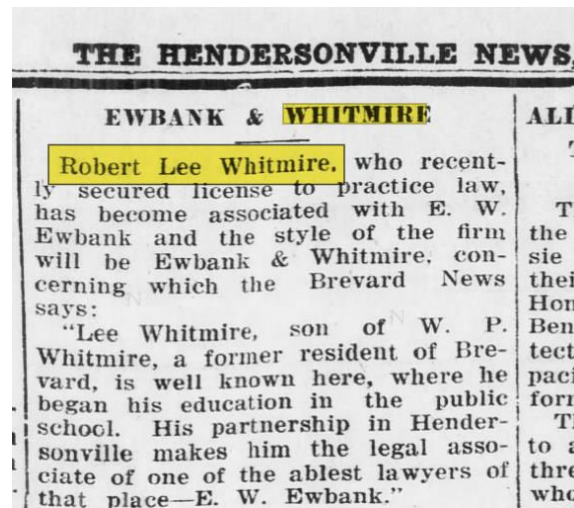 THE HENDERSONVILLE NEWS,
EWBANK & WHITMIRE
Robert Lee Whitmire, who recent-
ly secured license to practice law,
has become associated with E. W.
Ewbank and the style of the firm
will be Ewbank & Whitmire, con-
cerning which the Brevard News
says:
"Lee Whitmire, son of W. P.
Whitmire, a former resident of Bre-
vard, is well known here, where he
began his education in the public
school. His partnership in Hender-
sonville makes him the legal asso-
ciate of one of the ablest lawyers of
that place—E. W. Ewbank."
the
sie
to